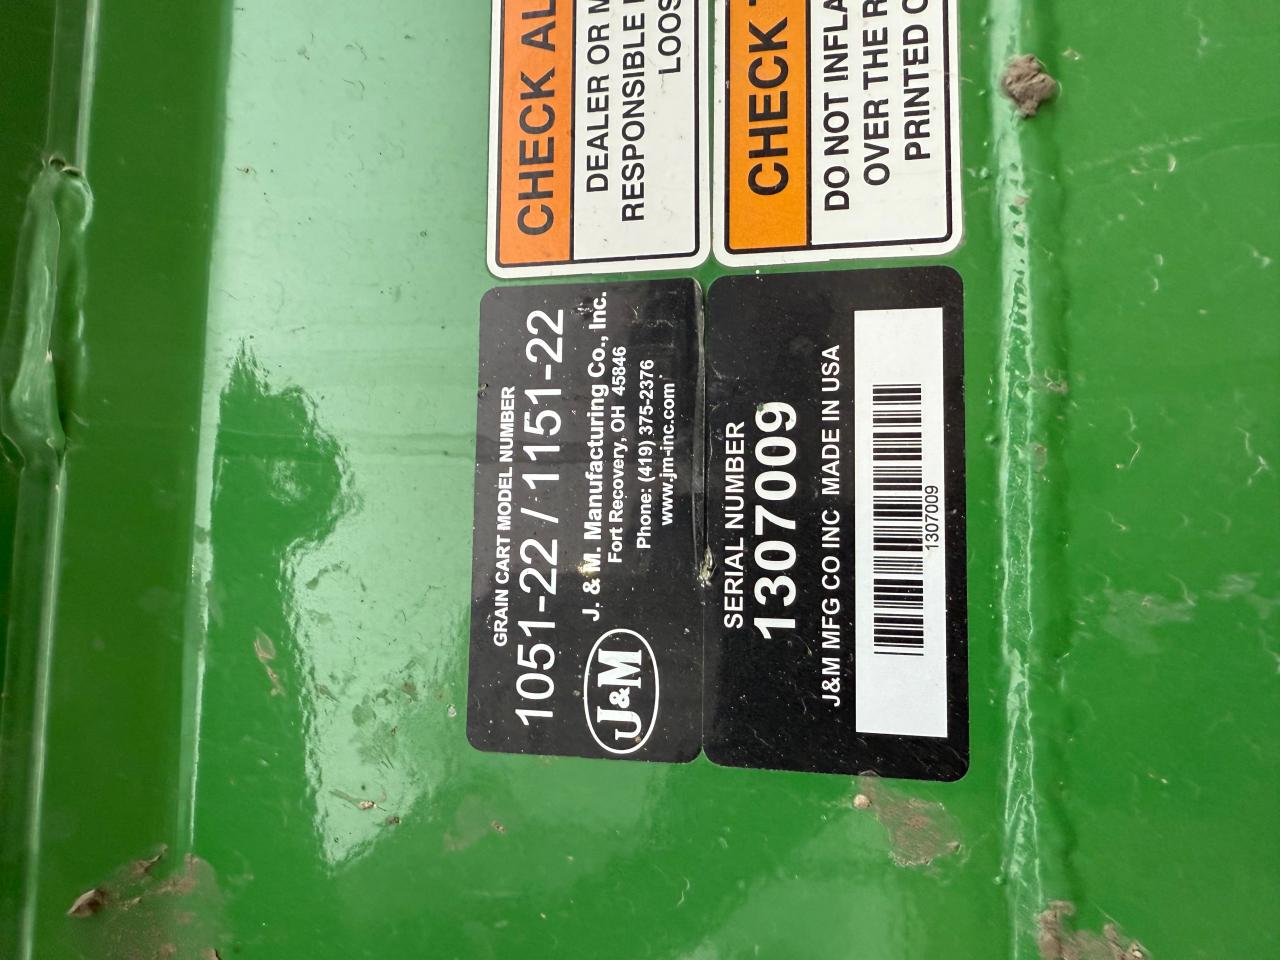 CHECK AL
DEALER OR M
RESPONSIBLE
LOOS
CHECK
DO NOT INFLA
OVER THE R
PRINTED
GRAIN CART MODEL NUMBER
1051-22 / 1151-22
J&M
J. & M. Manufacturing Co., Inc.
Fort Recovery, OH 45846
Phone: (419) 375-2376
www.jm-inc.com
SERIAL NUMBER
1307009
J&M MFG CO INC MADE IN USA
1307009